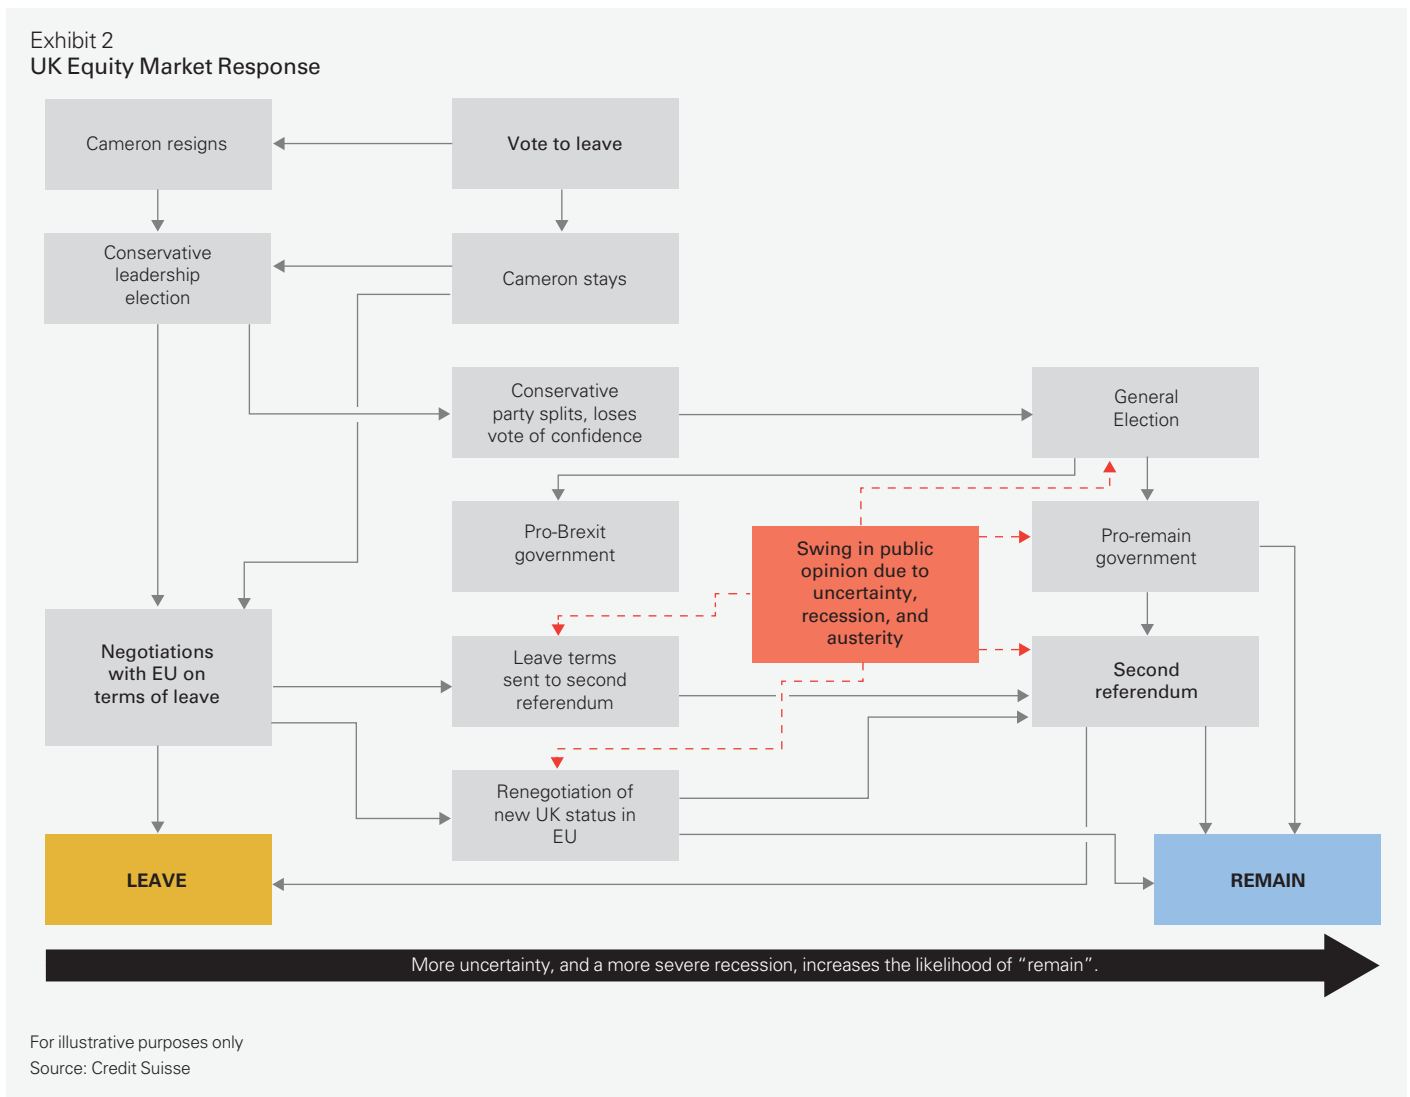 Exhibit 2
UK Equity Market Response
Cameron resigns
Vote to leave
Conservative
leadership
election
Cameron stays
Conservative
party splits, loses
vote of confidence
General
Election
Pro-Brexit
government
Swing in public
opinion due to
uncertainty,
recession, and
austerity
Pro-remain
government
Negotiations
with EU on
terms of leave
Leave terms
sent to second
referendum
Second
referendum
Renegotiation of
new UK status in
EU
LEAVE
REMAIN
More uncertainty, and a more severe recession, increases the likelihood of “remain”.
For illustrative purposes only
Source: Credit Suisse